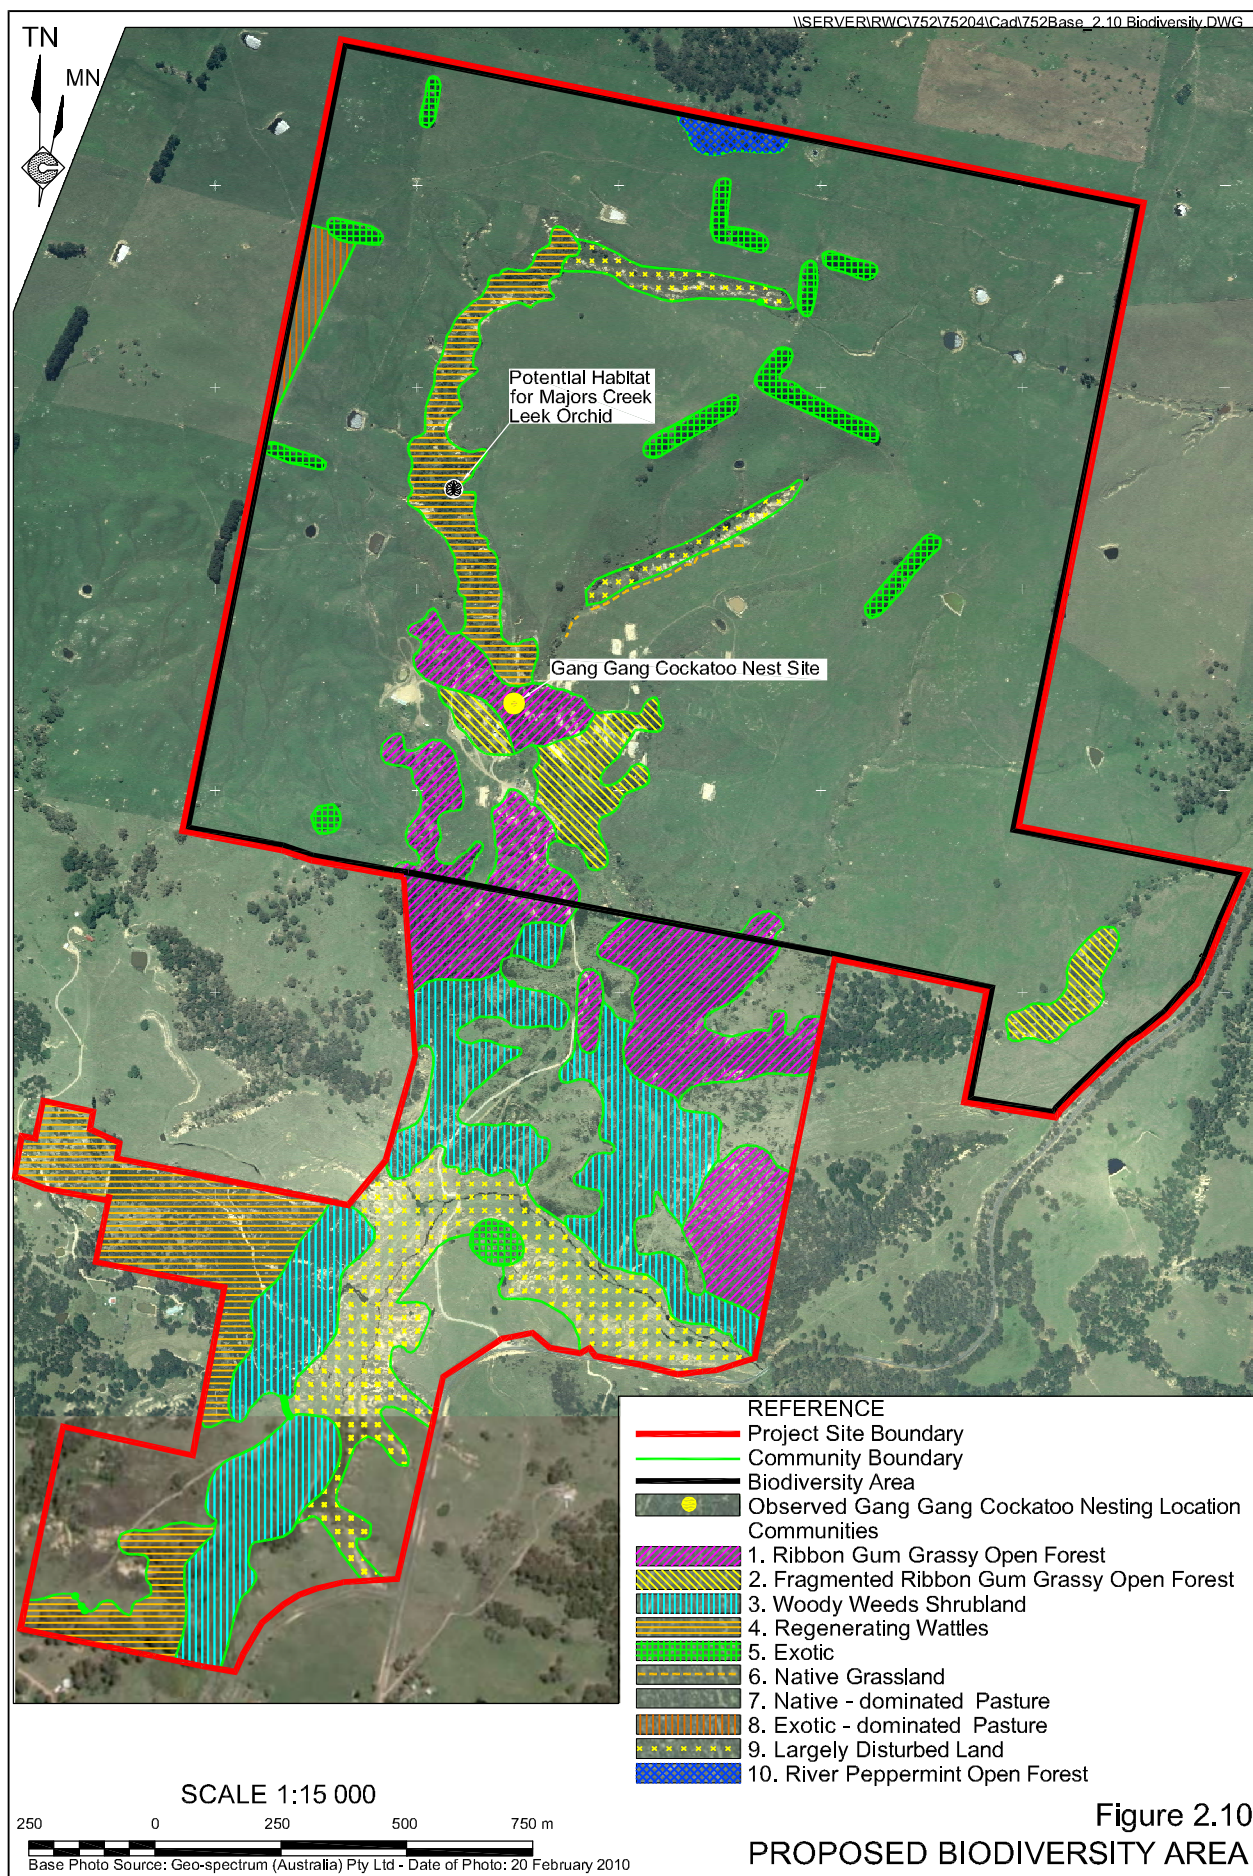 \\SERVER\RWC\752\75204\Cad\752Base_2.10 Biodiversity.DWG
TN
MN
Potential Habitat
for Majors Creek
Leek Orchid
Gang Gang Cockatoo Nest Site
REFERENCE
Project Site Boundary
Community Boundary
Biodiversity Area
Observed Gang Gang Cockatoo Nesting Location
Communities
1. Ribbon Gum Grassy Open Forest
2. Fragmented Ribbon Gum Grassy Open Forest
3. Woody Weeds Shrubland
4. Regenerating Wattles
5. Exotic
6. Native Grassland
7. Native - dominated Pasture
8. Exotic - dominated Pasture
9. Largely Disturbed Land
10. River Peppermint Open Forest
SCALE 1:15 000
250 0 250 500 750 m
Base Photo Source: Geo-spectrum (Australia) Pty Ltd - Date of Photo: 20 February 2010
Figure 2.10
PROPOSED BIODIVERSITY AREA